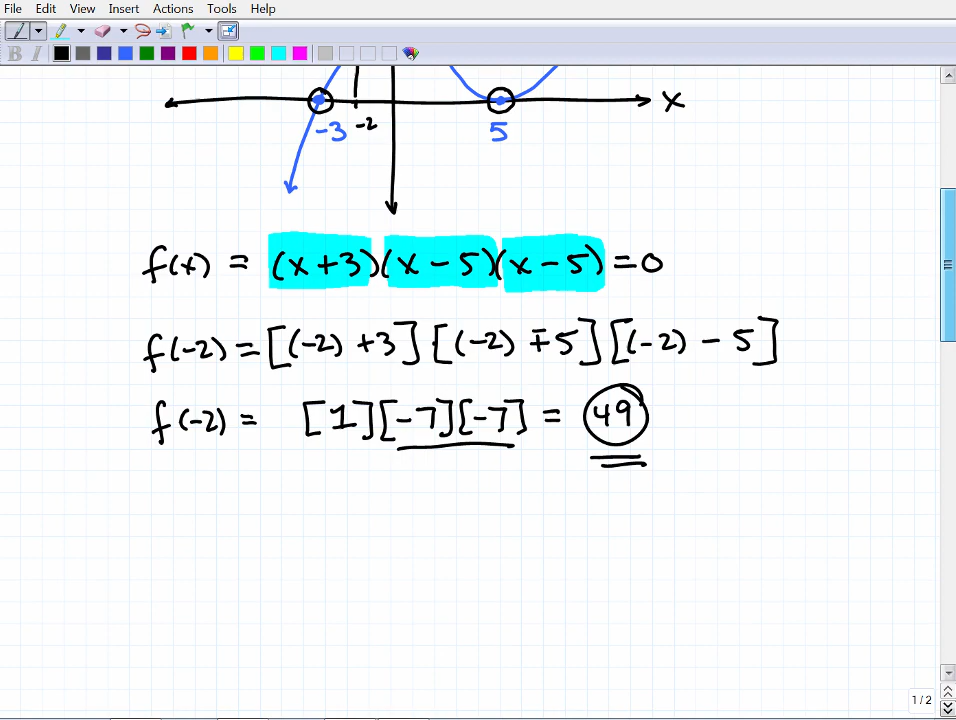 File Edit View Insert Actions Tools Help
B I
x
-3 -2 5
f(x) = (x+3)(x-5)(x-5) = 0
f(-2) = [(-2) +3] [(-2) ∓ 5] [(-2) - 5]
f(-2) = [1][-7][-7] = 49
1/2